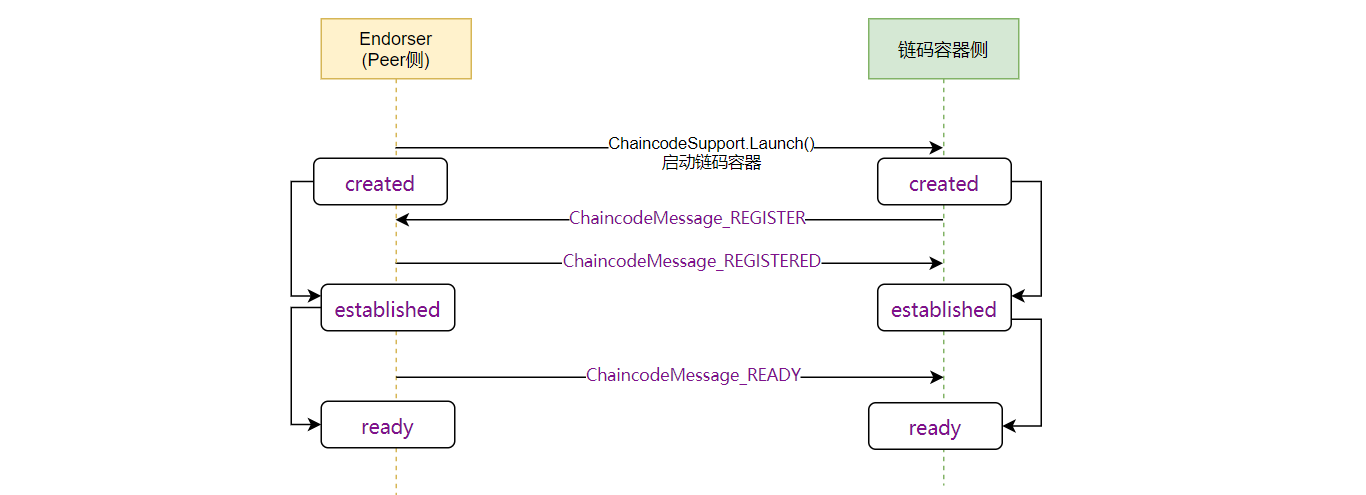 Endorser
(Peer侧)
链码容器侧
ChaincodeSupport.Launch()
启动链码容器
created
created
ChaincodeMessage_REGISTER
ChaincodeMessage_REGISTERED
established
established
ChaincodeMessage_READY
ready
ready